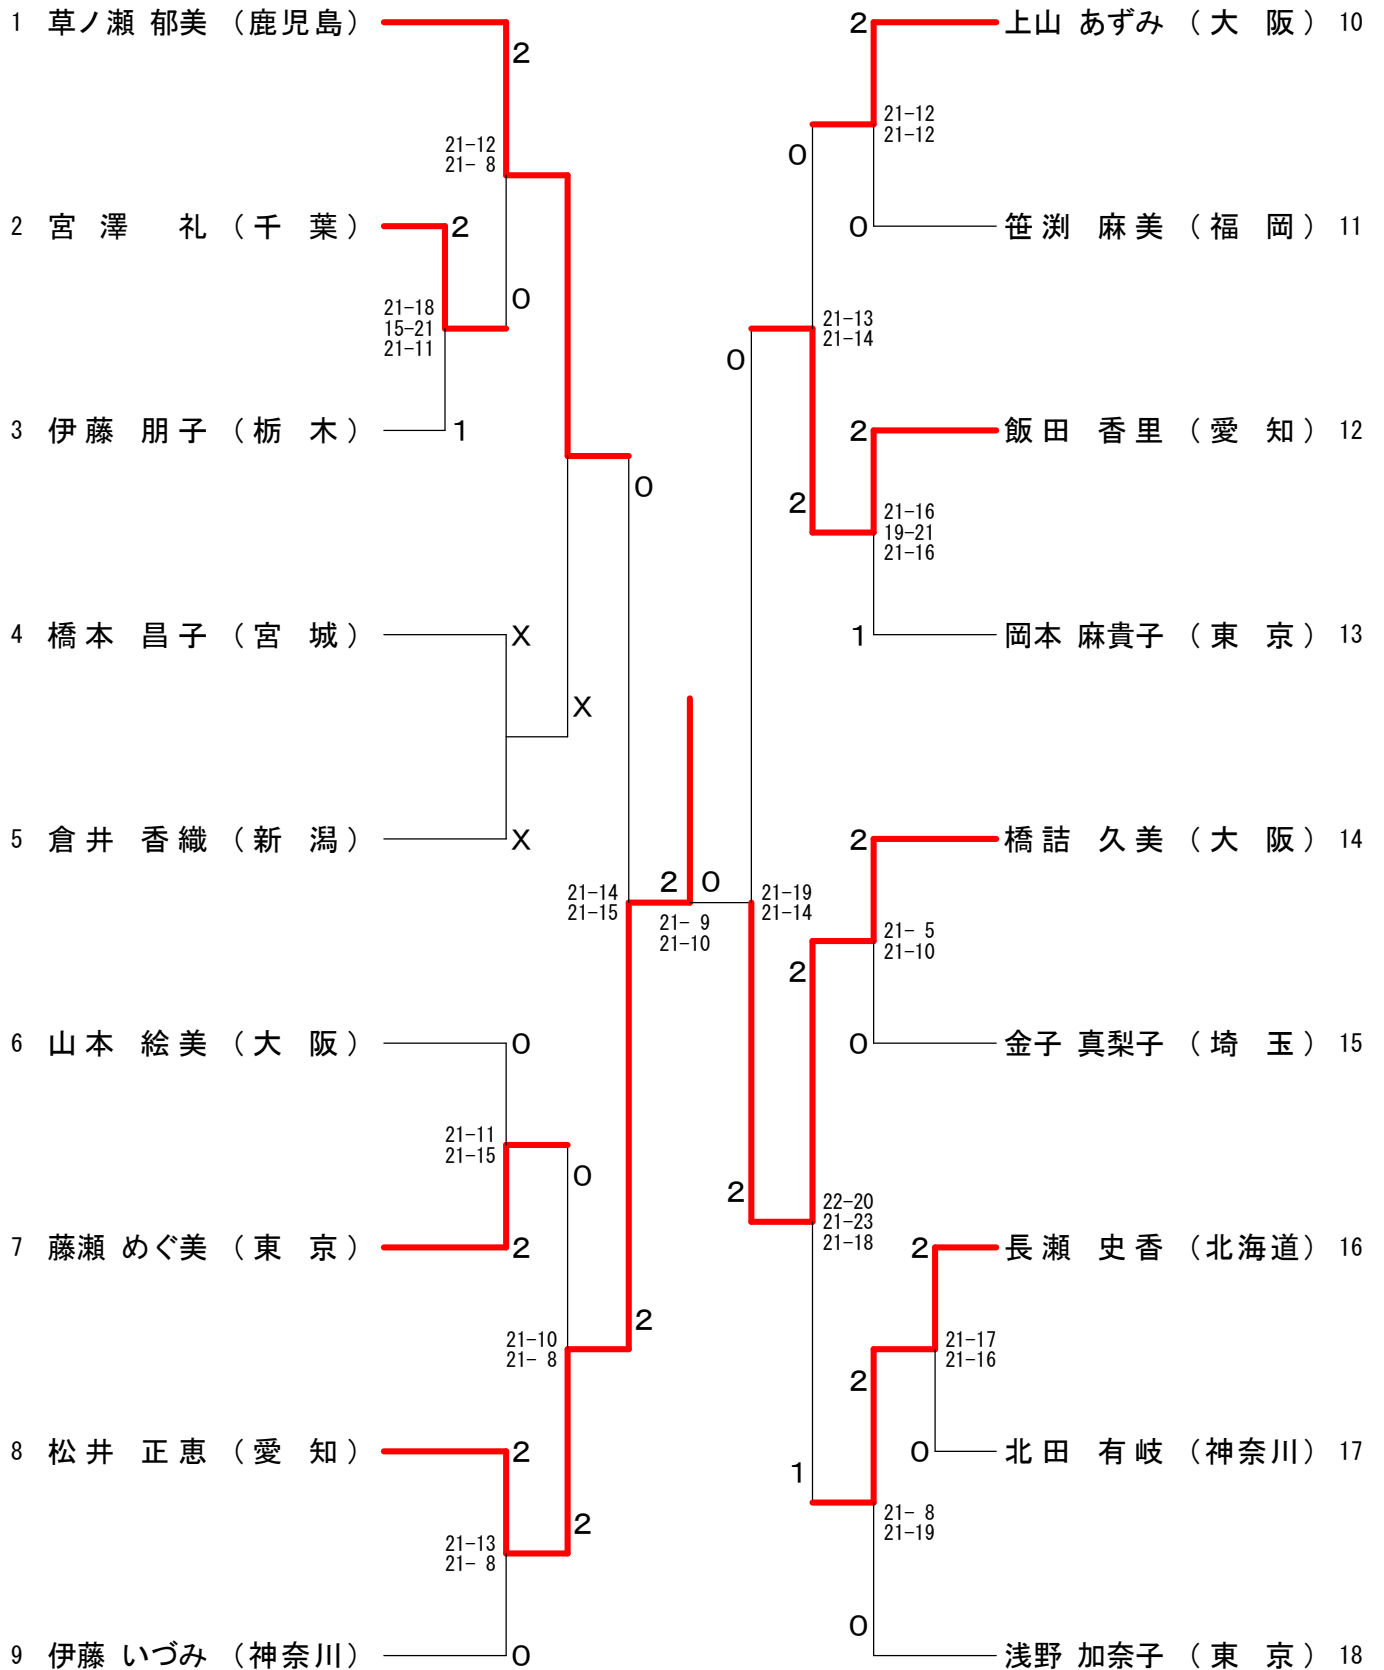 1 草ノ瀬 郁美 （鹿児島） 2
21-12
21- 8
2 宮澤 礼 （千 葉） 2
0
21-18
15-21
21-11
3 伊藤 朋子 （栃 木） 1
0
4 橋本 昌子 （宮 城） X
X
5 倉井 香織 （新 潟） X
21-14
21-15
2 0
21- 9
21-10
6 山本 絵美 （大 阪） 0
21-11
21-15
0
7 藤瀬 めぐ美 （東 京） 2
2
21-10
21- 8
8 松井 正恵 （愛 知） 2
2
21-13
21- 8
9 伊藤 いづみ （神奈川） 0
2 上山 あずみ （大 阪） 10
21-12
21-12
0
0 笹渕 麻美 （福 岡） 11
21-13
21-14
0
2 飯田 香里 （愛 知） 12
2
21-16
19-21
21-16
1 岡本 麻貴子 （東 京） 13
2 橋詰 久美 （大 阪） 14
21-19
21-14
21- 5
21-10
2
0 金子 真梨子 （埼 玉） 15
2
22-20
21-23
21-18
2 長瀬 史香 （北海道） 16
21-17
21-16
2
0 北田 有岐 （神奈川） 17
1
21- 8
21-19
0
浅野 加奈子 （東 京） 18